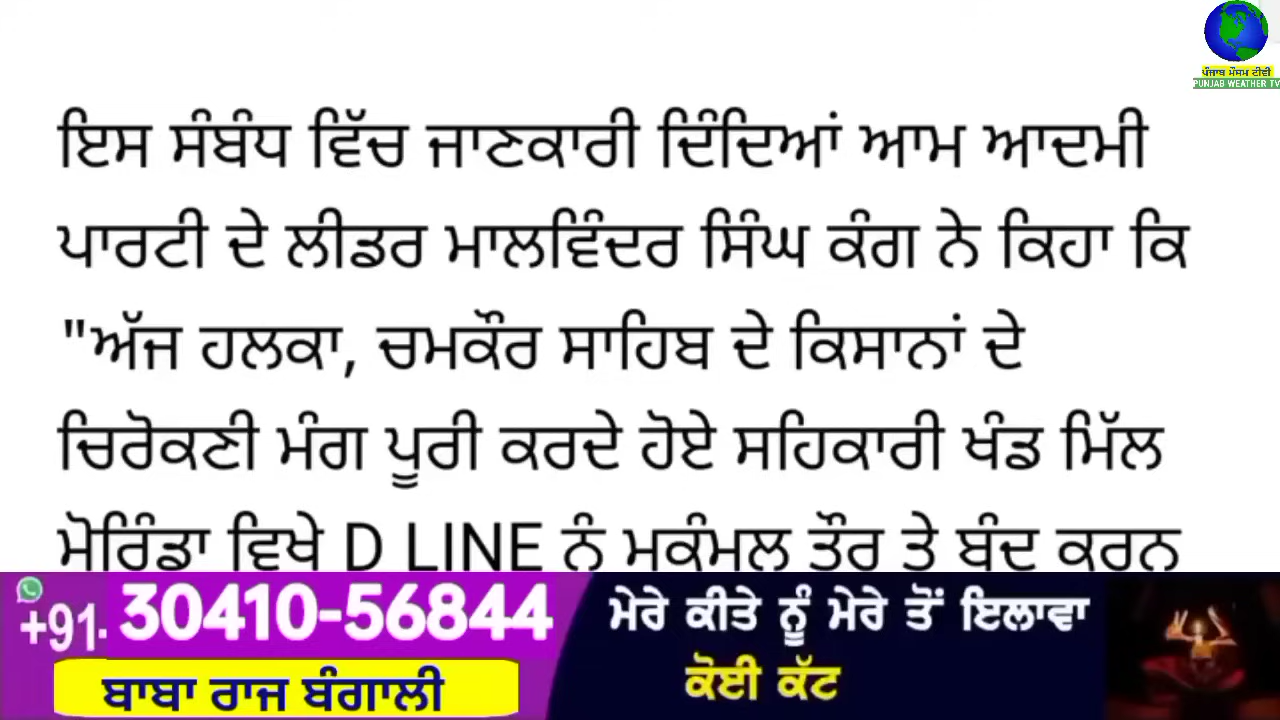 ਪੰਜਾਬ ਮੌਸਮ ਟੀਵੀ
PUNJAB WEATHER TV
ਇਸ ਸੰਬੰਧ ਵਿੱਚ ਜਾਣਕਾਰੀ ਦਿੰਦਿਆਂ ਆਮ ਆਦਮੀ
ਪਾਰਟੀ ਦੇ ਲੀਡਰ ਮਾਲਵਿੰਦਰ ਸਿੰਘ ਕੰਗ ਨੇ ਕਿਹਾ ਕਿ
"ਅੱਜ ਹਲਕਾ, ਚਮਕੌਰ ਸਾਹਿਬ ਦੇ ਕਿਸਾਨਾਂ ਦੇ
ਚਿਰੋਕਣੀ ਮੰਗ ਪੂਰੀ ਕਰਦੇ ਹੋਏ ਸਹਿਕਾਰੀ ਖੰਡ ਮਿੱਲ
ਮੋਰਿੰਡਾ ਵਿਖੇ D LINE ਨੂੰ ਮੁਕੰਮਲ ਤੌਰ ਤੇ ਬੰਦ ਕਰਨ
+91- 30410-56844
ਬਾਬਾ ਰਾਜ ਬੰਗਾਲੀ
ਮੇਰੇ ਕੀਤੇ ਨੂੰ ਮੇਰੇ ਤੋਂ ਇਲਾਵਾ
ਕੋਈ ਕੱਟ